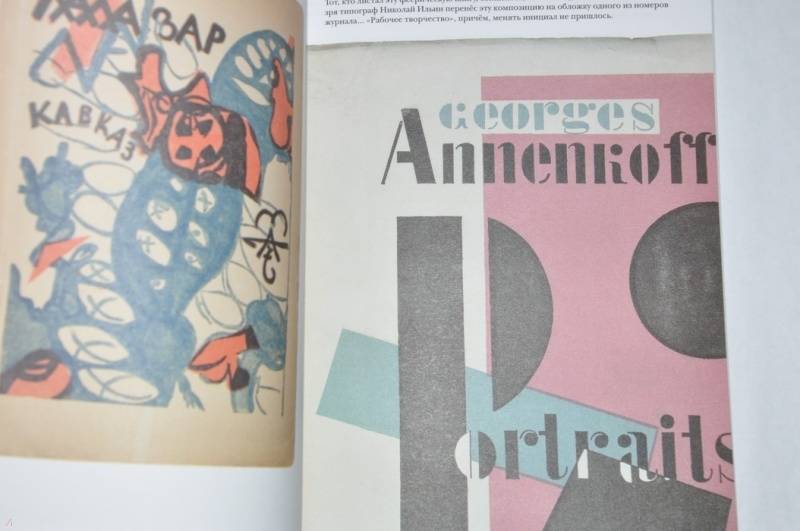 ЗАР
КАВКАЗ
зря типограф Николай Ильин перенёс эту композицию на обложку одного из номеров
журнала... «Рабочее творчество», причём, менять инициал не пришлось.
Georges
Annenkoff
Portraits